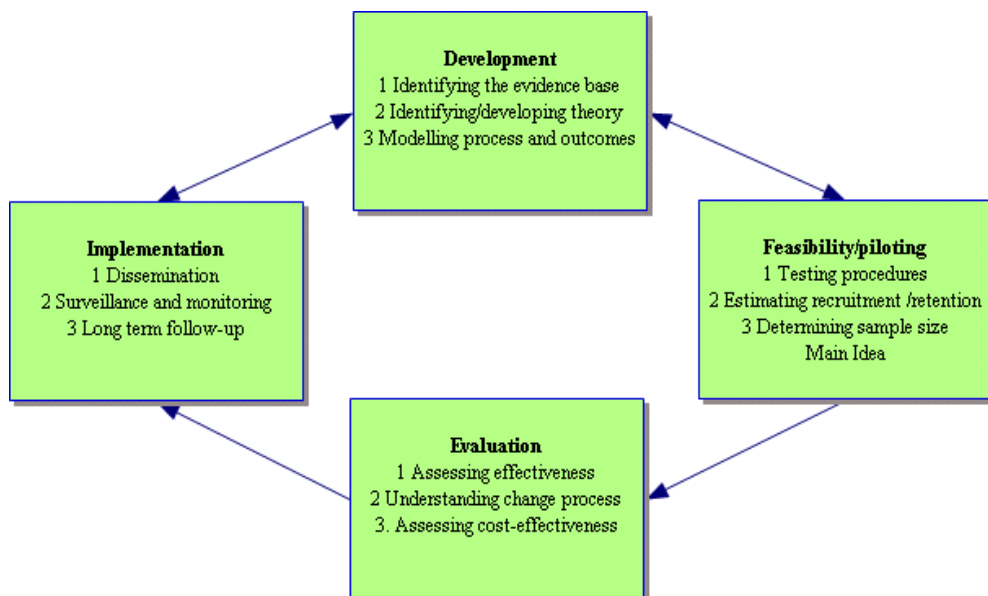 Development
1 Identifying the evidence base
2 Identifying/developing theory
3 Modelling process and outcomes
Implementation
1 Dissemination
2 Surveillance and monitoring
3 Long term follow-up
Feasibility/piloting
1 Testing procedures
2 Estimating recruitment /retention
3 Determining sample size
Main Idea
Evaluation
1 Assessing effectiveness
2 Understanding change process
3. Assessing cost-effectiveness